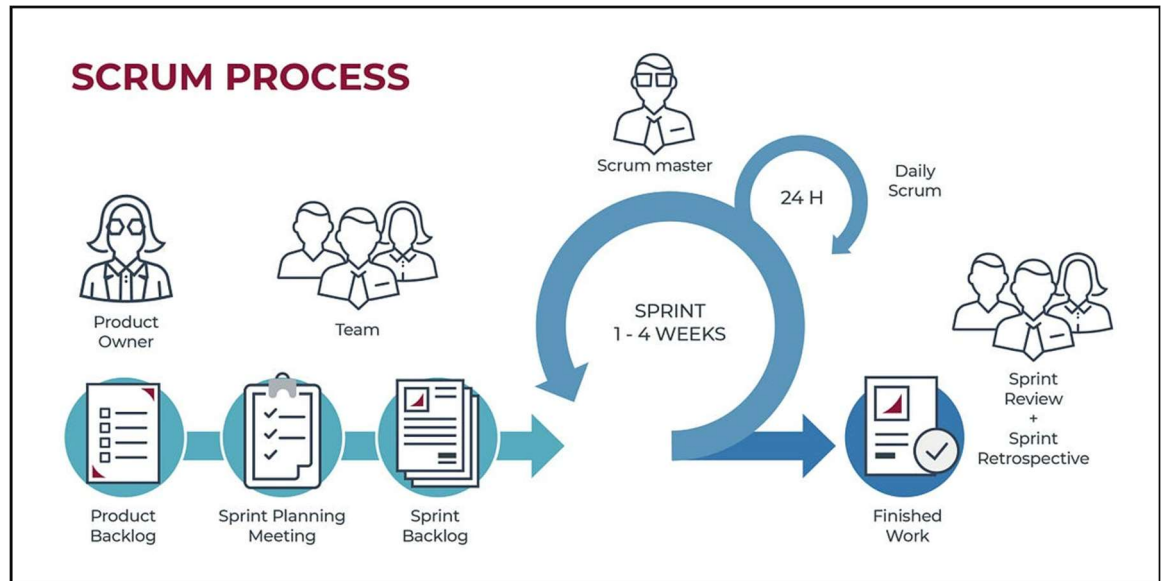 SCRUM PROCESS
Scrum master
24 H
Daily
Scrum
Product
Owner
Team
SPRINT
1 - 4 WEEKS
Sprint
Review
+
Sprint
Retrospective
Product
Backlog
Sprint Planning
Meeting
Sprint
Backlog
Finished
Work